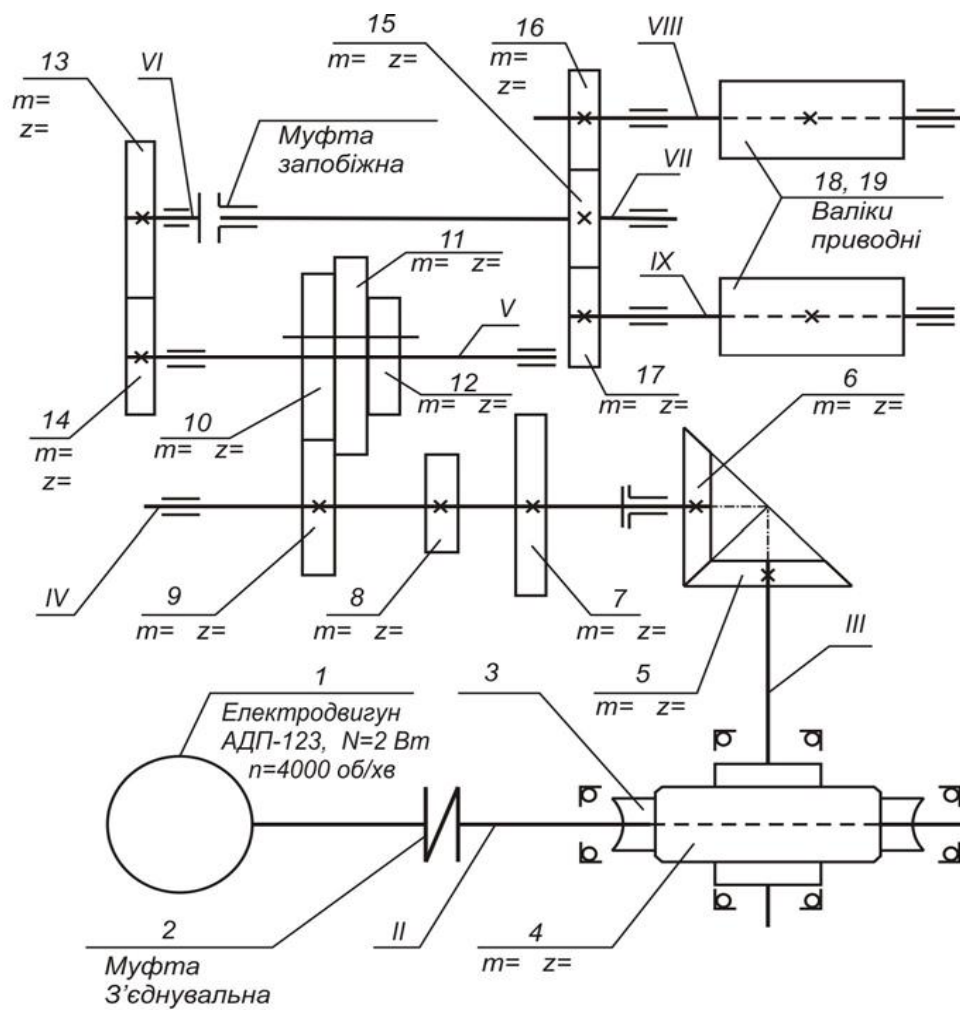 13
m=
z=
VI
Муфта
запобіжна
15
m= z=
16
m=
z=
VIII
VII
18, 19
Валіки
приводні
11
m= z=
IX
V
12
m= z=
17
m= z=
6
m= z=
14
m=
z=
10
m= z=
IV
9
m= z=
8
m= z=
7
m= z=
5
m= z=
III
1
Електродвигун
АДП-123, N=2 Вт
n=4000 об/хв
3
2
Муфта
З'єднувальна
II
4
m= z=